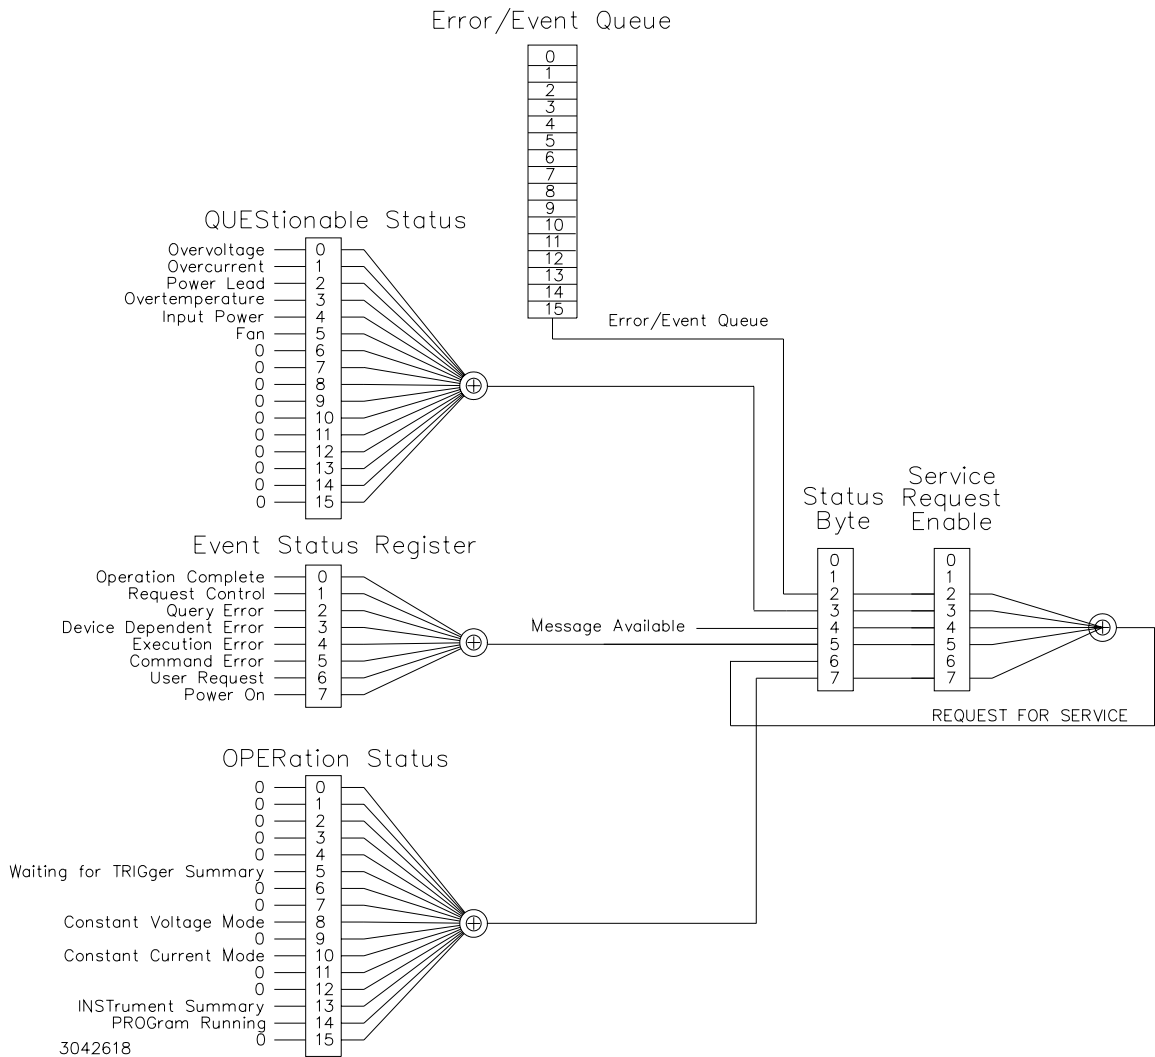 Error/Event Queue
0
1
2
3
4
5
6
7
8
9
10
11
12
13
14
15
Error/Event Queue
QUEStionable Status
Overvoltage 0
Overcurrent 1
Power Lead 2
Overtemperature 3
Input Power 4
Fan 5
0 6
0 7
0 8
0 9
0 10
0 11
0 12
0 13
0 14
0 15
Event Status Register
Operation Complete 0
Request Control 1
Query Error 2
Device Dependent Error 3
Execution Error 4
Command Error 5
User Request 6
Power On 7
Message Available
Status
Byte
0
1
2
3
4
5
6
7
Service
Request
Enable
0
1
2
3
4
5
6
7
REQUEST FOR SERVICE
OPERation Status
0 0
0 1
0 2
0 3
0 4
Waiting for TRIGger Summary 5
0 6
0 7
Constant Voltage Mode 8
0 9
Constant Current Mode 10
0 11
0 12
INSTrument Summary 13
PROGram Running 14
0 15
3042618